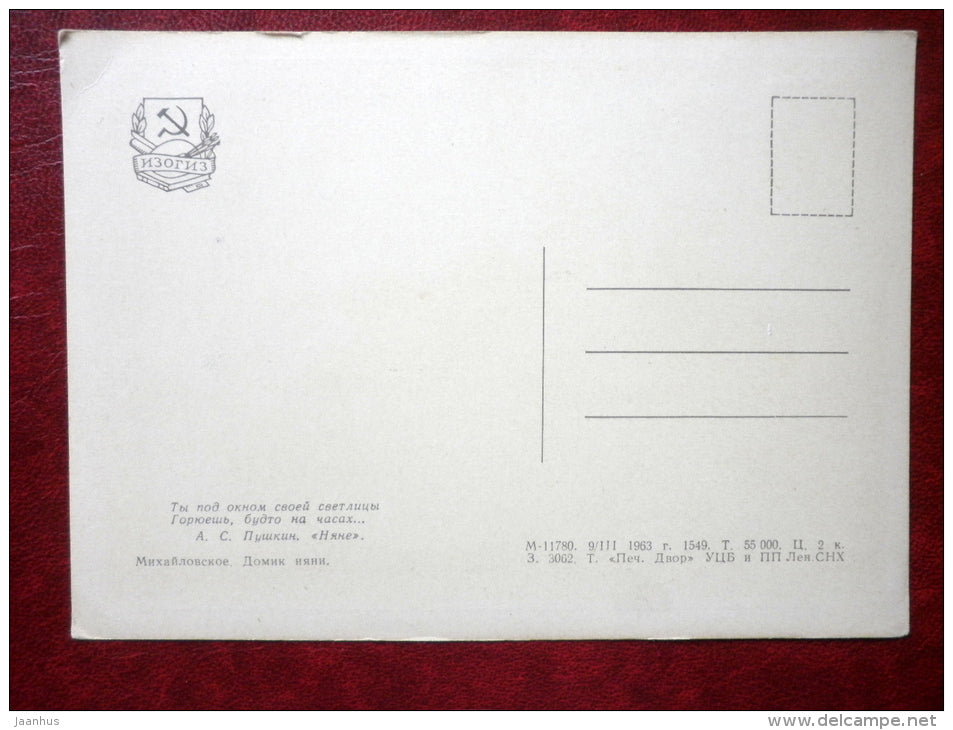 ИЗОГИЗ
Ты под окном своей светлицы
Горюешь, будто на часах...
А. С. Пушкин. «Няне».
Михайловское. Домик няни.
М-11780. 9/III 1963 г. 1549. Т. 55 000. Ц. 2 к.
З. 3062. Т. «Печ. Двор» УЦБ и ПП Лен.СНХ
jaanhus
www.delcampe.net